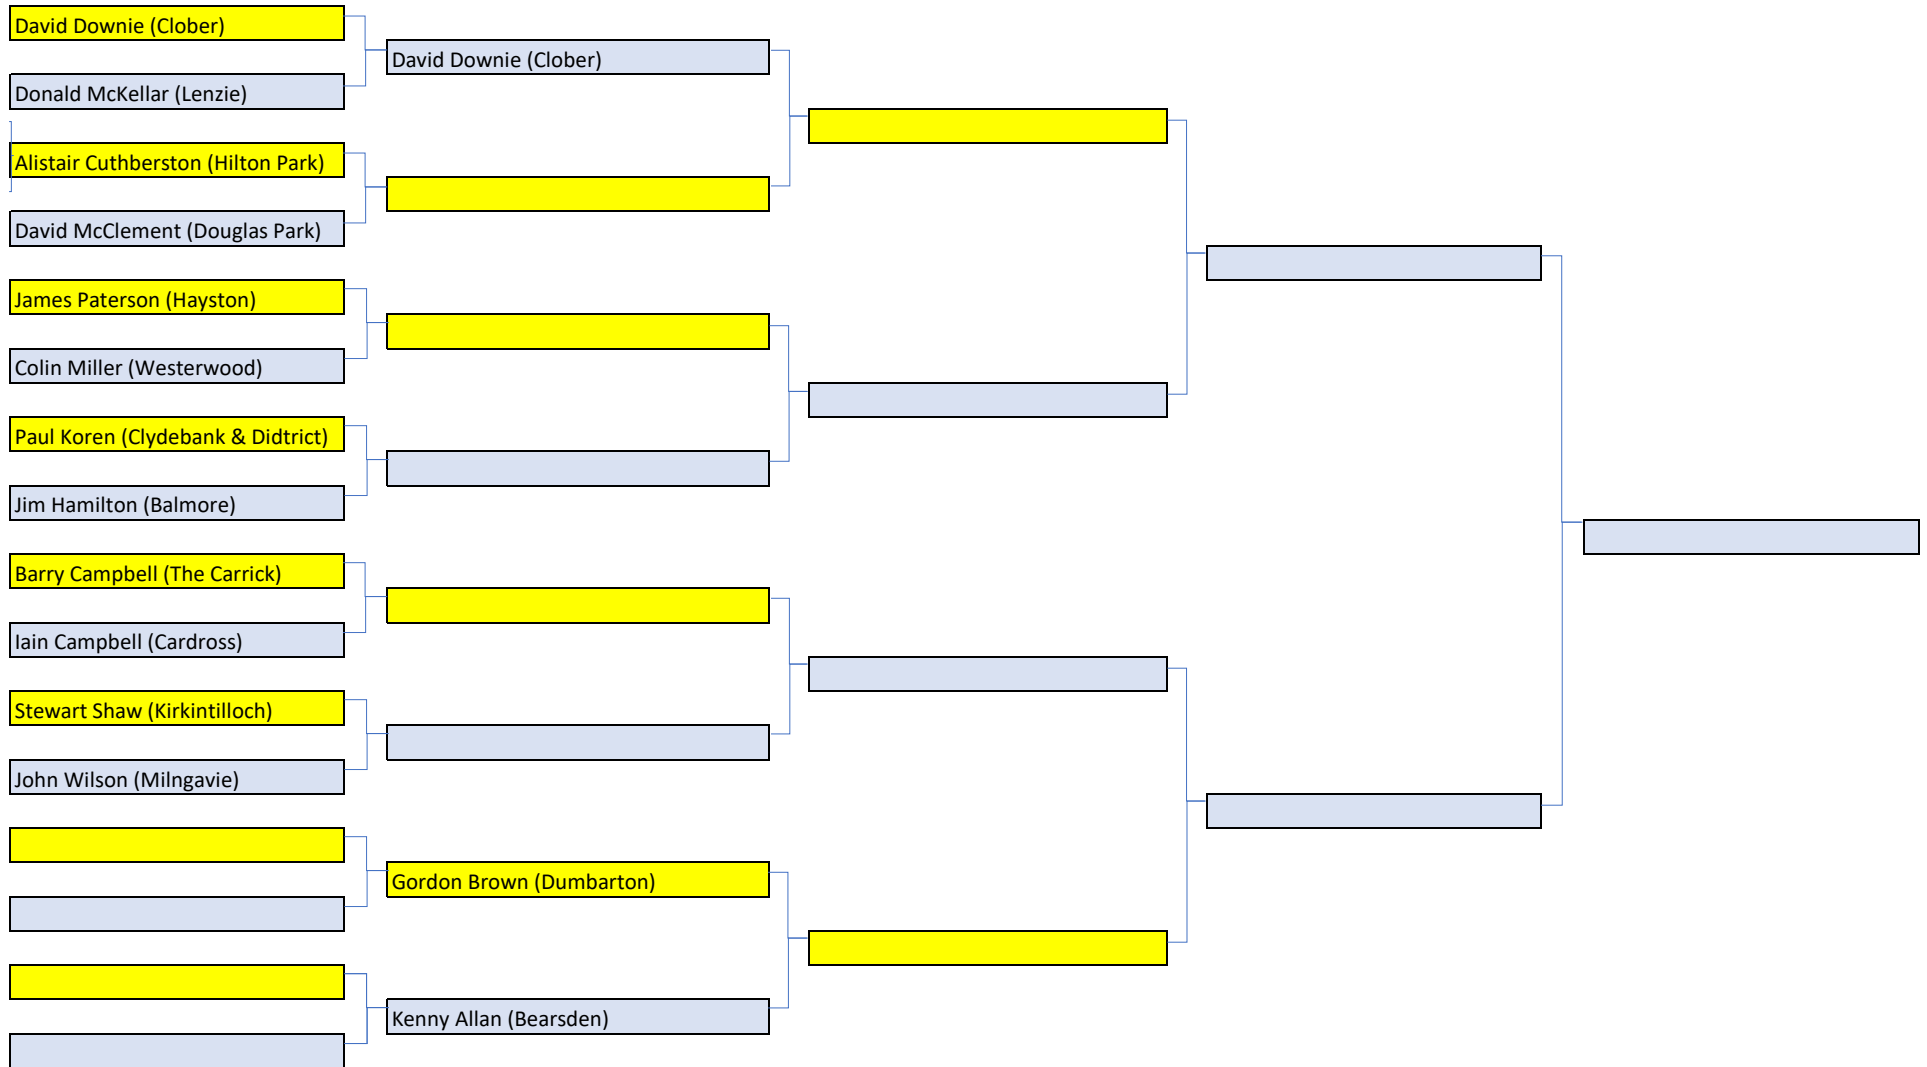 David Downie (Clober)
Donald McKellar (Lenzie)
Alistair Cuthberston (Hilton Park)
David McClement (Douglas Park)
James Paterson (Hayston)
Colin Miller (Westerwood)
Paul Koren (Clydebank & Didtrict)
Jim Hamilton (Balmore)
Barry Campbell (The Carrick)
Iain Campbell (Cardross)
Stewart Shaw (Kirkintilloch)
John Wilson (Milngavie)
David Downie (Clober)
Gordon Brown (Dumbarton)
Kenny Allan (Bearsden)